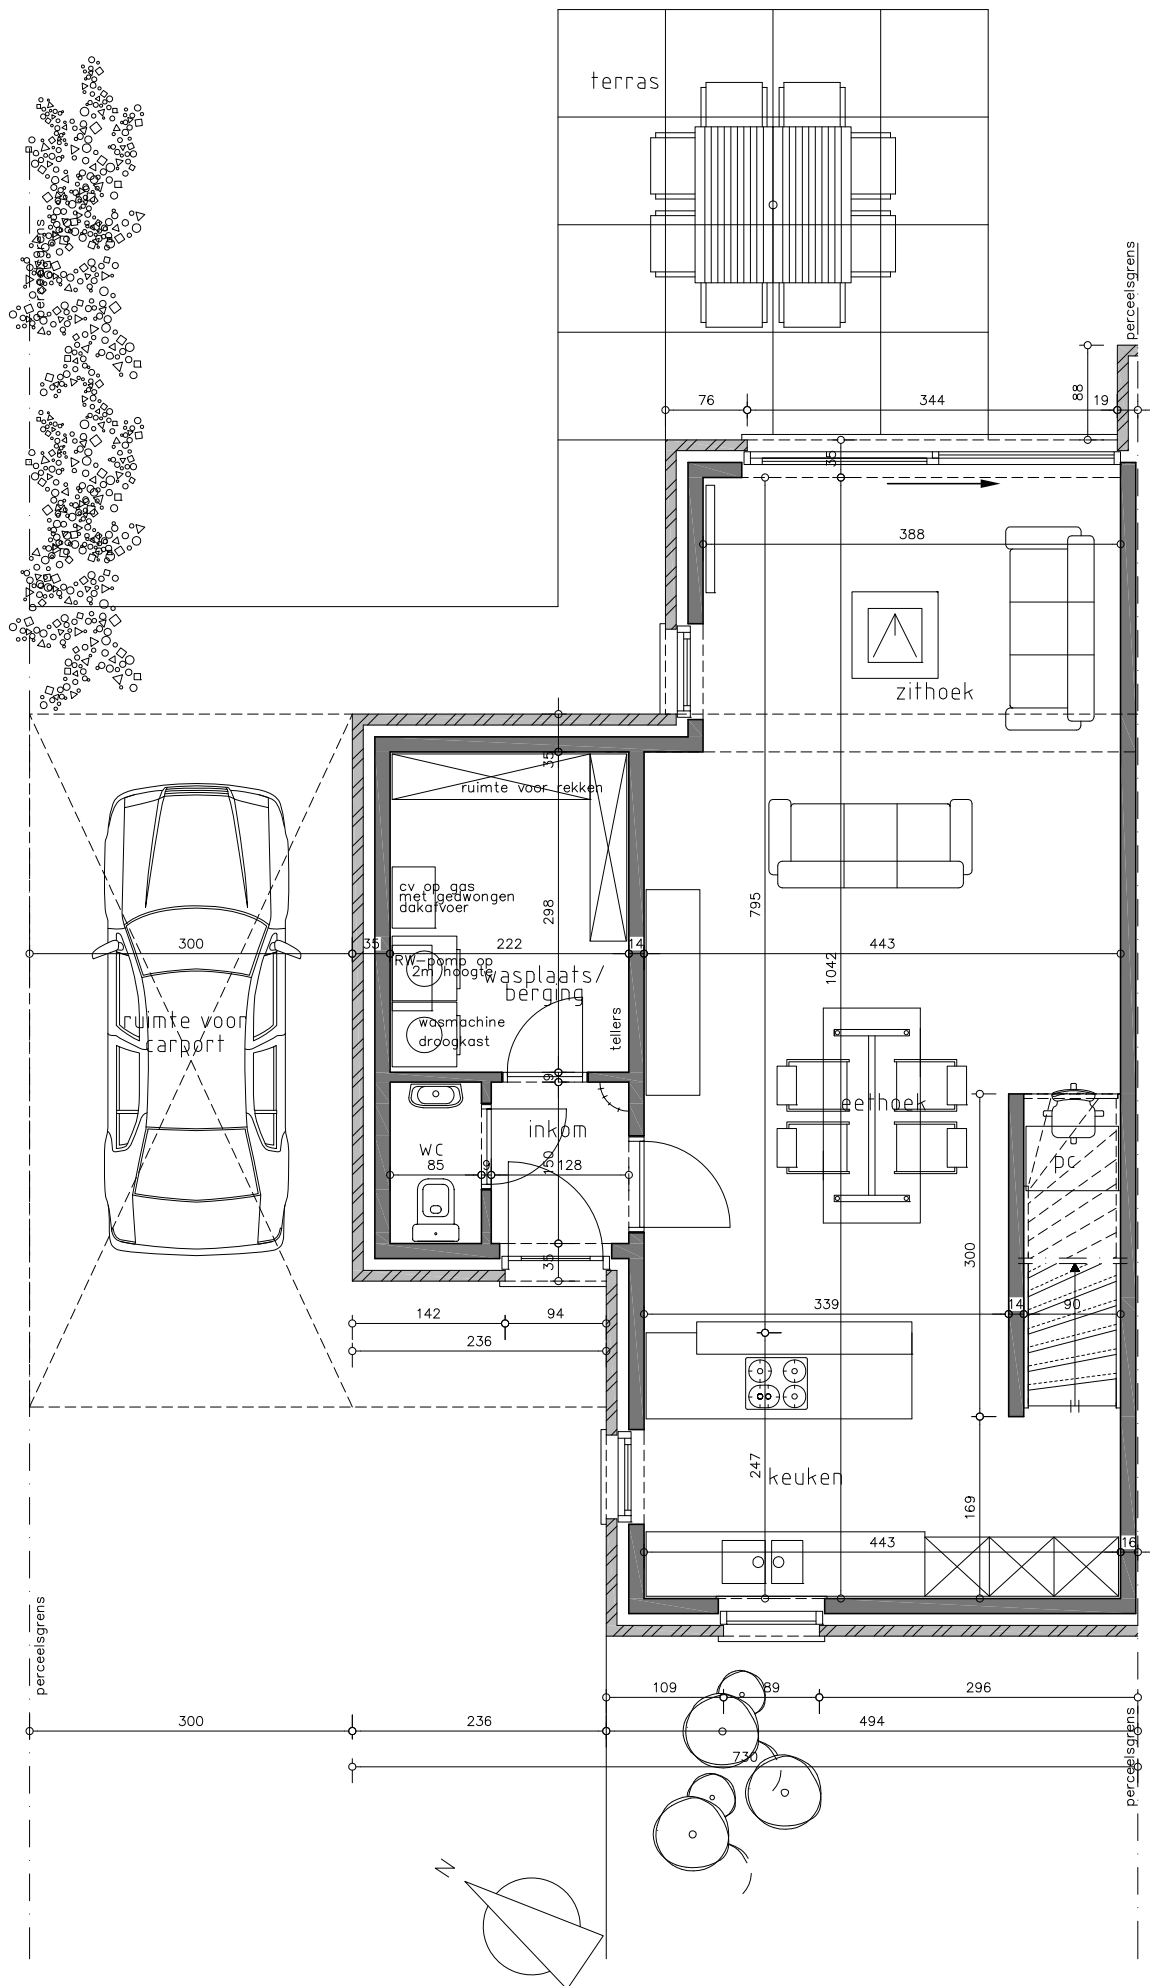 terras
perceelsgrens
perceelsgrens
76
344
19
88
35
388
zithoek
35
ruimte voor rekken
cv op gas
met gedwongen
dakafvoer
298
795
300
35
222
14
443
1042
RW-pomp op
2m hoogte
wasplaats/
berging
ruimte voor
carport
wasmachine
droogkast
tellers
9
eethoek
inkom
WC
85
9
150
128
pc
300
35
142
94
236
339
14
90
247
keuken
169
443
16
perceelsgrens
109
89
296
300
236
494
730
perceelsgrens
N